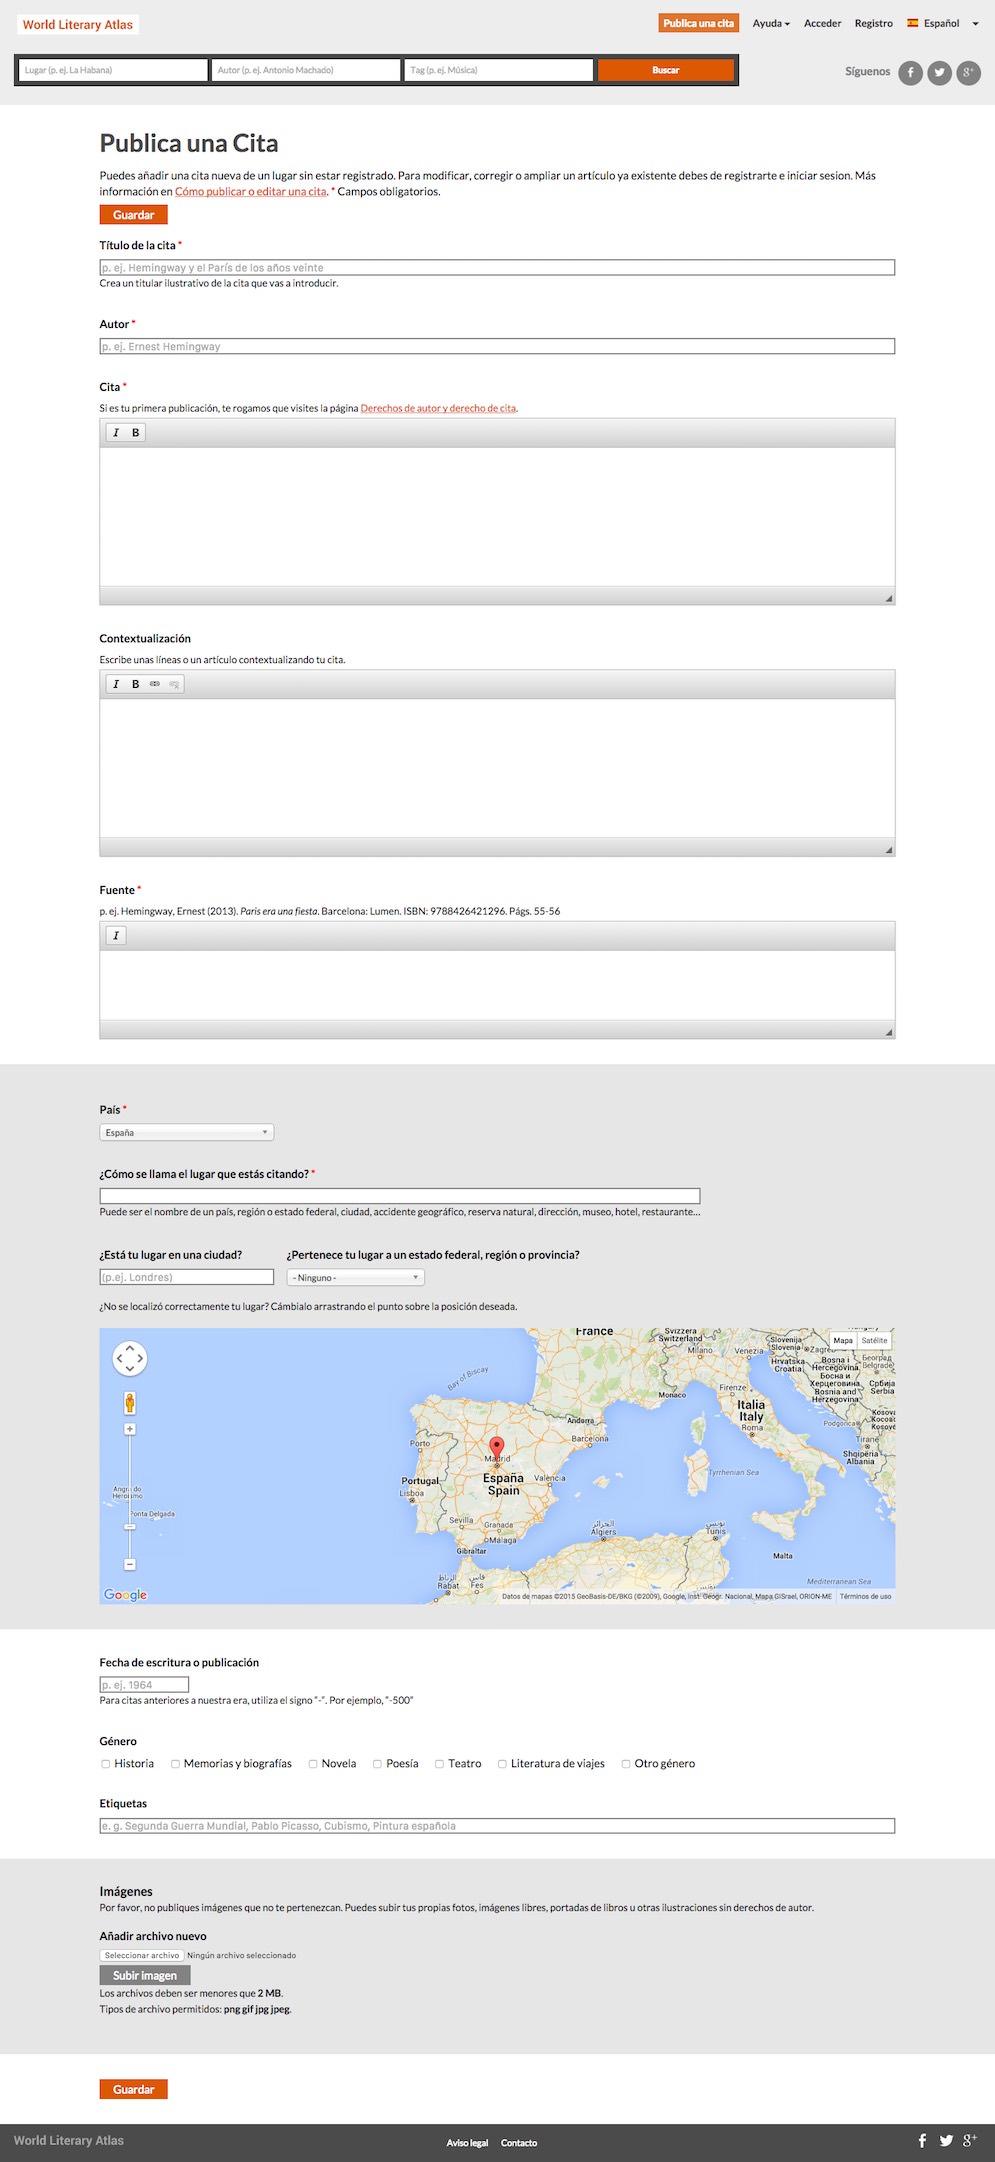 World Literary Atlas
Publica una cita
Ayuda
Acceder
Registro
Español
Lugar (p. ej. La Habana)
Autor (p. ej. Antonio Machado)
Tag (p. ej. Música)
Buscar
Síguenos
Publica una Cita
Puedes añadir una cita nueva de un lugar sin estar registrado. Para modificar, corregir o ampliar un artículo ya existente debes de registrarte e iniciar sesion. Más
información en Cómo publicar o editar una cita. * Campos obligatorios.
Guardar
Título de la cita *
p. ej. Hemingway y el París de los años veinte
Crea un titular ilustrativo de la cita que vas a introducir.
Autor *
p. ej. Ernest Hemingway
Cita *
Si es tu primera publicación, te rogamos que visites la página Derechos de autor y derecho de cita.
I B
Contextualización
Escribe unas líneas o un artículo contextualizando tu cita.
I B
Fuente *
p. ej. Hemingway, Ernest (2013). Paris era una fiesta. Barcelona: Lumen. ISBN: 9788426421296. Págs. 55-56
I
País *
España
¿Cómo se llama el lugar que estás citando? *
Puede ser el nombre de un país, región o estado federal, ciudad, accidente geográfico, reserva natural, dirección, museo, hotel, restaurante...
¿Está tu lugar en una ciudad?
¿Pertenece tu lugar a un estado federal, región o provincia?
(p.ej. Londres)
- Ninguno -
¿No se localizó correctamente tu lugar? Cámbialo arrastrando el punto sobre la posición deseada.
France
Svizzera
Switzerland
Slovenija
Slovenia
Zagreb
Mapa
Satélite
Milano
Venezia
Hrvatska
Croatia
Bosna i
Херцеговина
Bosnia and
Herzegovina
Београд
Belgrade
Србија
Serbia
Bay of Biscay
Monaco
Firenze
Italia
Italy
Roma
Andorra
Barcelona
Podgorica
Kosova
Kosovo
Tirane
Shqipëria
Albania
Porto
Madrid
España
Spain
Valencia
Portugal
Lisboa
Tyrrhenian Sea
Angra do
Heroísmo
Ponta Delgada
Sevilla
Granada
Málaga
Gibraltar
الجزائر
Algiers
تونس
Tunis
Malta
الرباط
Rabat
فاس
Fes
Mediterranean Sea
Google
Datos de mapas ©2015 GeoBasis-DE/BKG (©2009), Google, Inst. Geogr. Nacional, Mapa GISrael, ORION-ME
Términos de uso
Fecha de escritura o publicación
p. ej. 1964
Para citas anteriores a nuestra era, utiliza el signo "-". Por ejemplo, "-500"
Género
Historia
Memorias y biografías
Novela
Poesía
Teatro
Literatura de viajes
Otro género
Etiquetas
e. g. Segunda Guerra Mundial, Pablo Picasso, Cubismo, Pintura española
Imágenes
Por favor, no publiques imágenes que no te pertenezcan. Puedes subir tus propias fotos, imágenes libres, portadas de libros u otras ilustraciones sin derechos de autor.
Añadir archivo nuevo
Seleccionar archivo
Ningún archivo seleccionado
Subir imagen
Los archivos deben ser menores que 2 MB.
Tipos de archivo permitidos: png gif jpg jpeg.
Guardar
World Literary Atlas
Aviso legal
Contacto